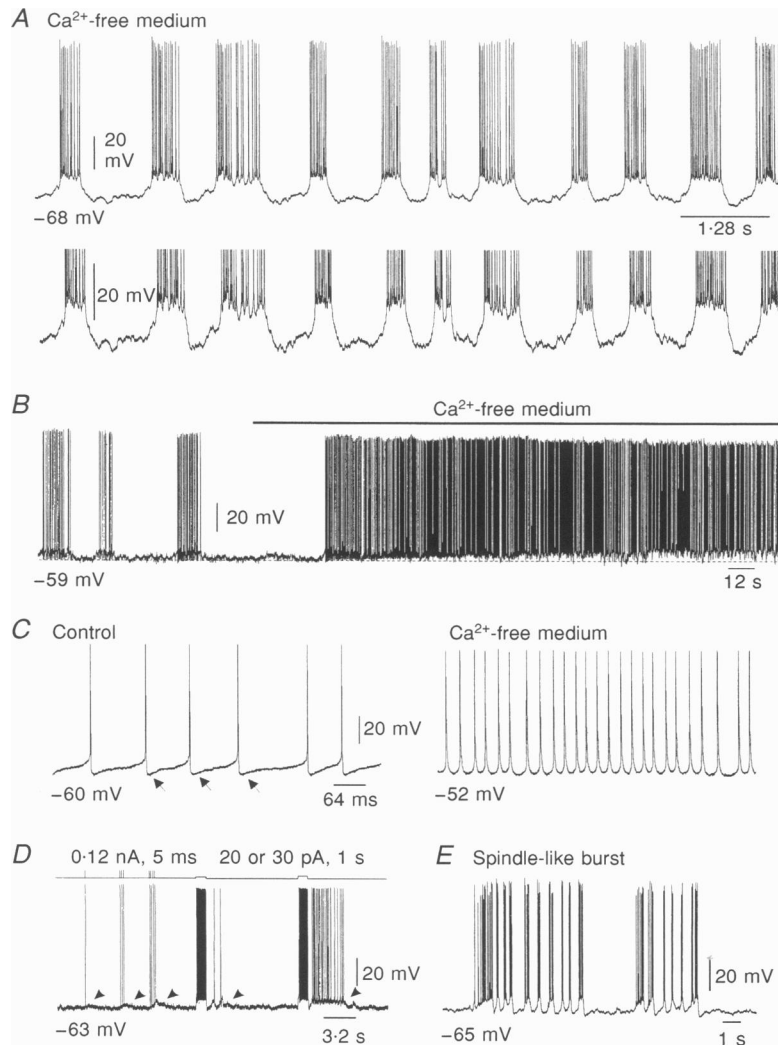 A Ca²⁺-free medium
20
mV
−68 mV
1·28 s
20 mV
B
Ca²⁺-free medium
20 mV
−59 mV
12 s
C Control
Ca²⁺-free medium
20 mV
−60 mV
64 ms
−52 mV
D 0·12 nA, 5 ms 20 or 30 pA, 1 s
20 mV
−63 mV
3·2 s
E Spindle-like burst
20 mV
−65 mV
1 s